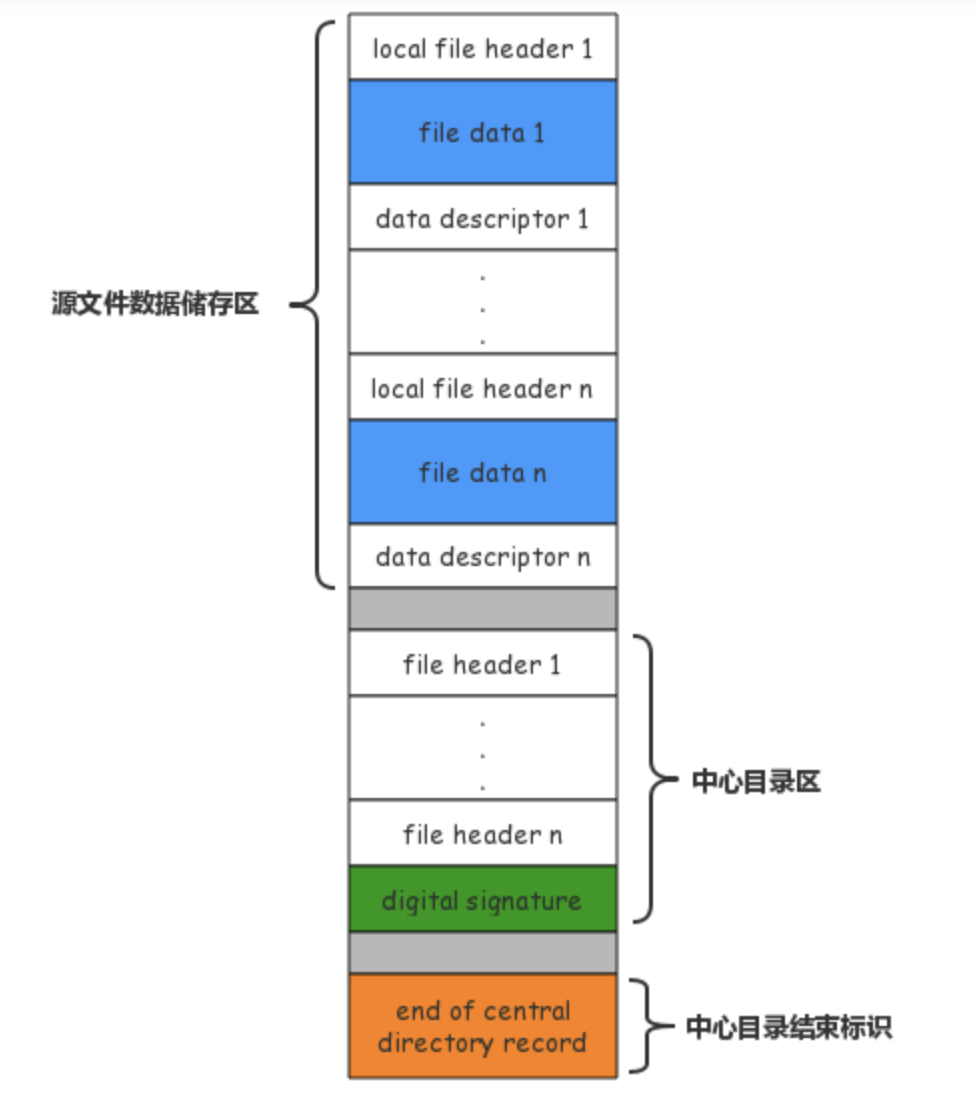 local file header 1
file data 1
data descriptor 1
.
.
.
源文件数据储存区
local file header n
file data n
data descriptor n
file header 1
.
.
.
中心目录区
file header n
digital signature
end of central
directory record
中心目录结束标识